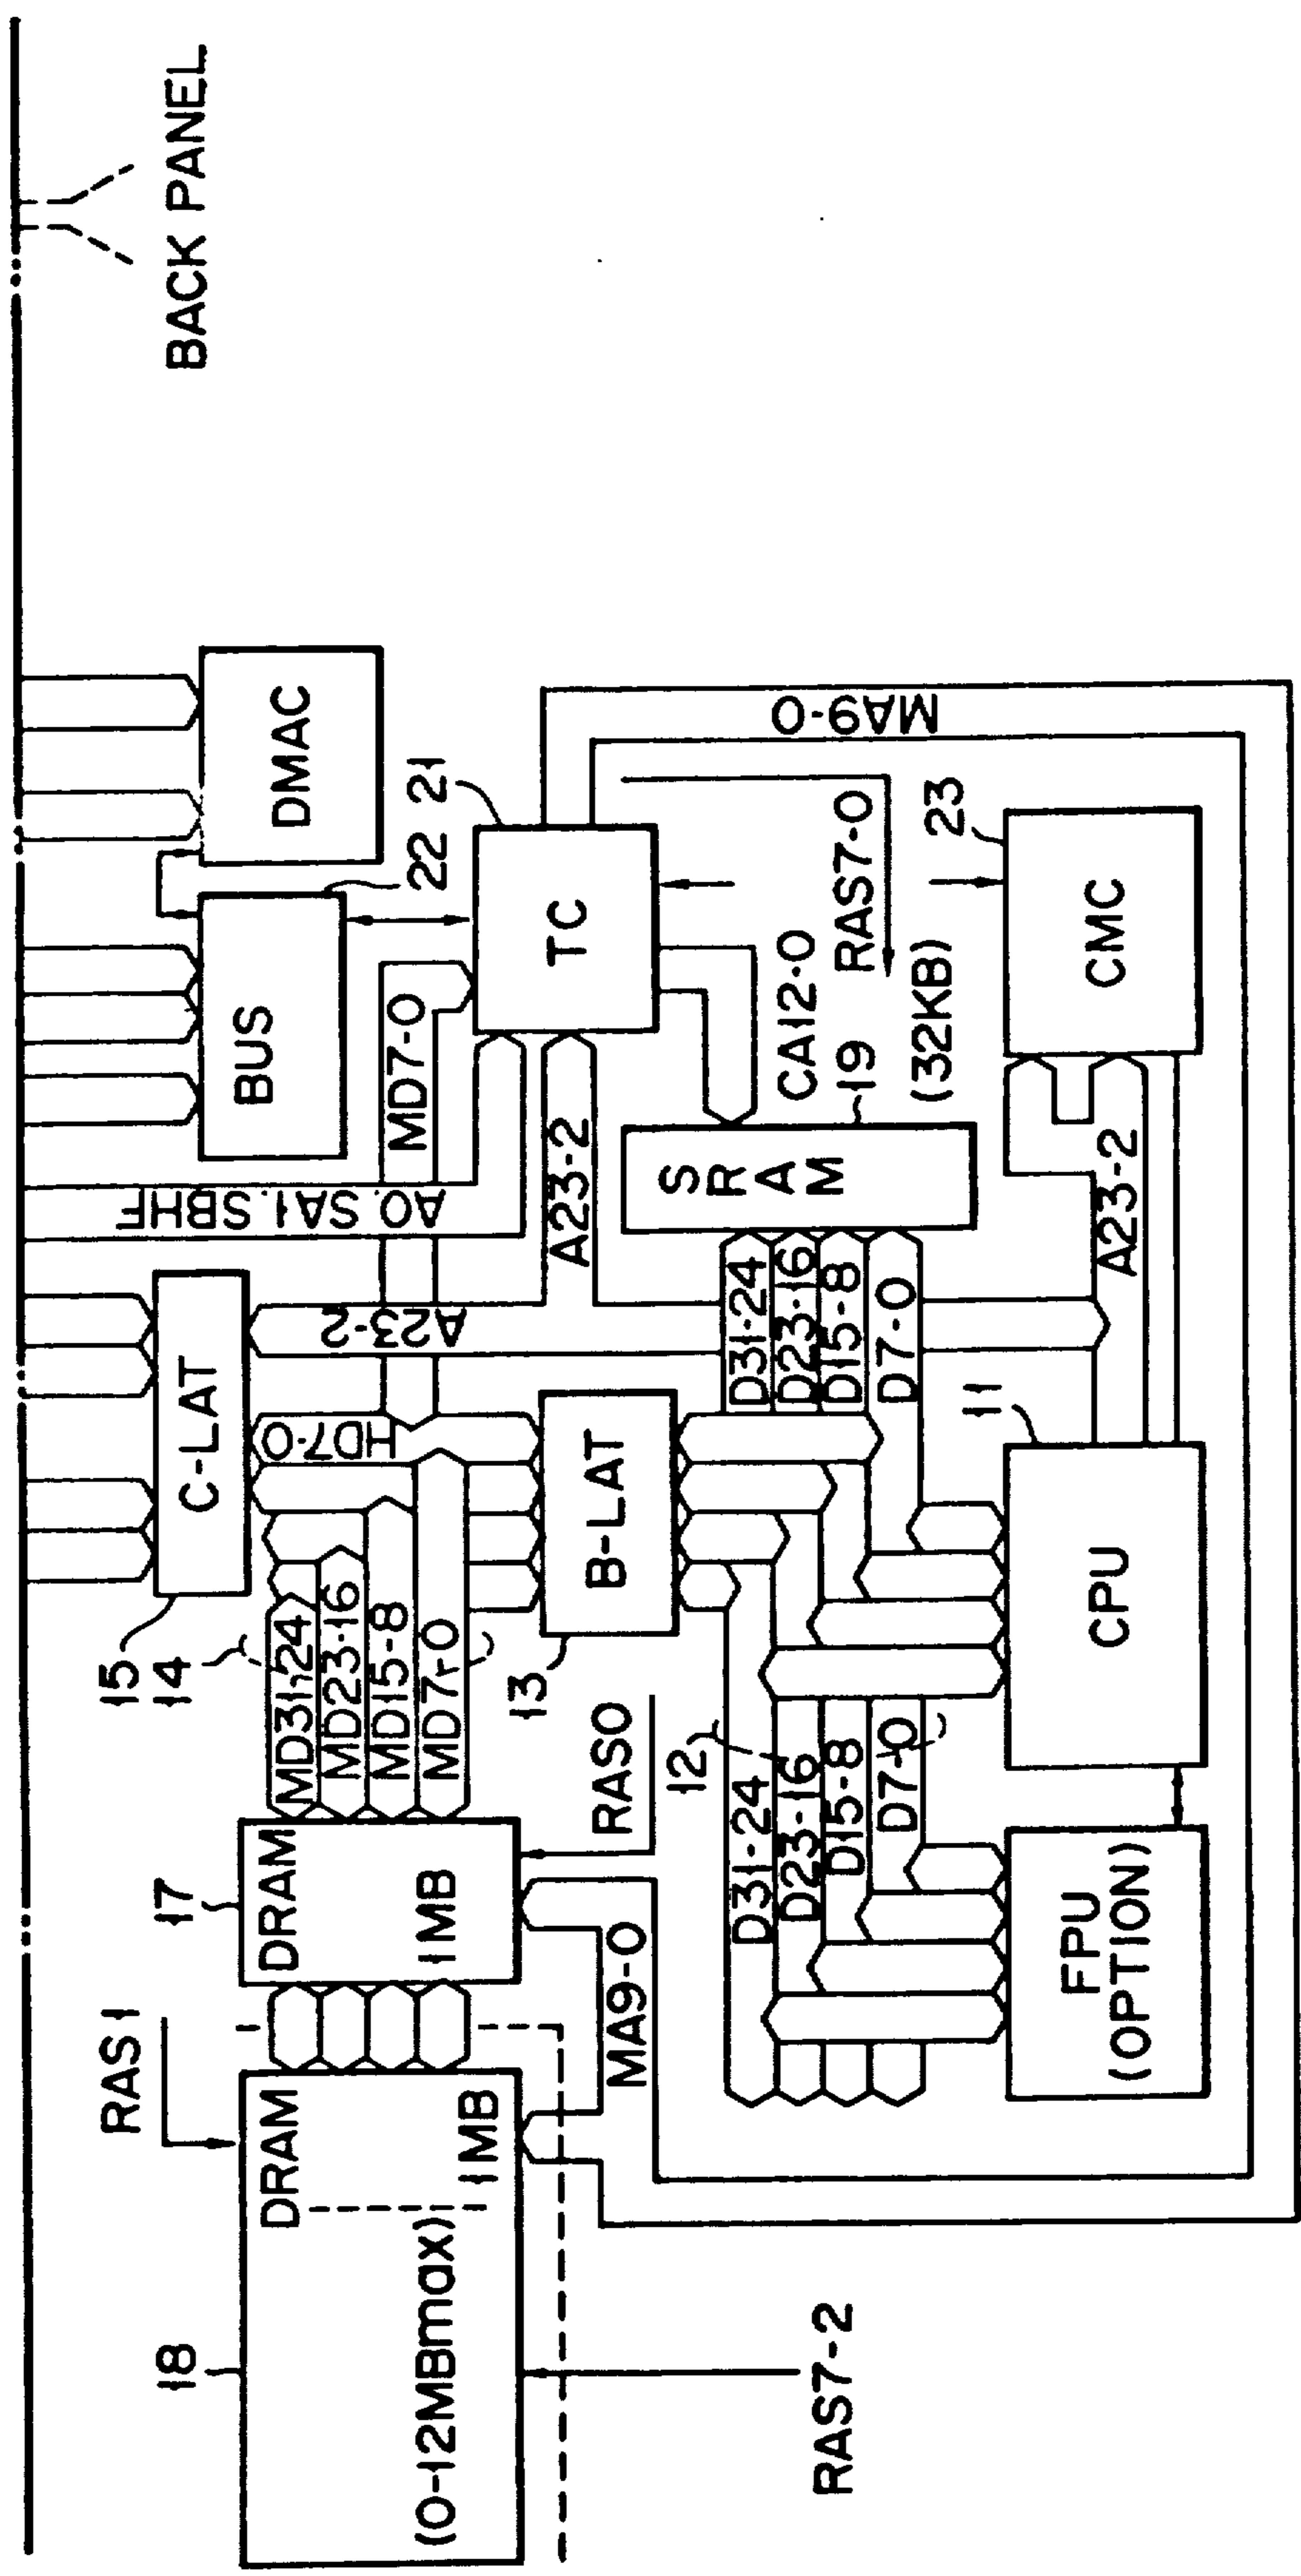 BACK PANEL
DMAC
BUS
22
21
TC
MD7-0
A0.SA1.SBHF
A23-2
C-LAT
15
14
A23-2
HD7-0
MD31-24
MD23-16
MD15-8
MD7-0
B-LAT
13
DRAM
1MB
17
RAS0
RAS1
18
DRAM
1MB
(0-12MBmax)
RAS7-2
MA9-0
MA9-0
RAS7-0
CA12-0
19
(32KB)
SRAM
D31-24
D23-16
D15-8
D7-0
12
D31-24
D23-16
D15-8
D7-0
23
CMC
A23-2
11
CPU
FPU
(OPTION)